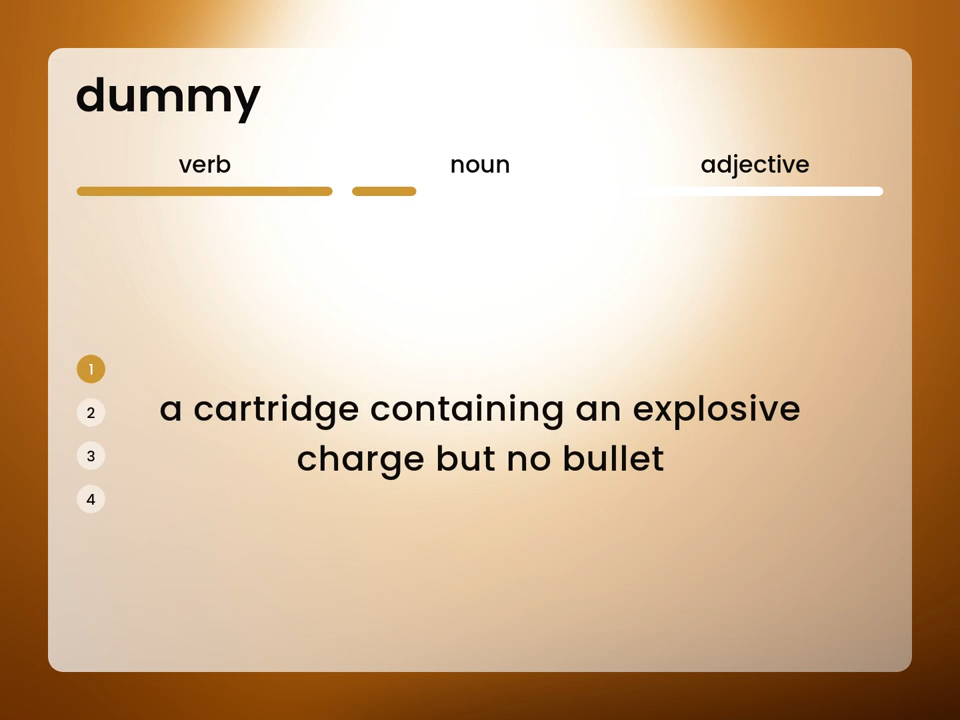 dummy
verb
noun
adjective
1
2
3
4
a cartridge containing an explosive
charge but no bullet